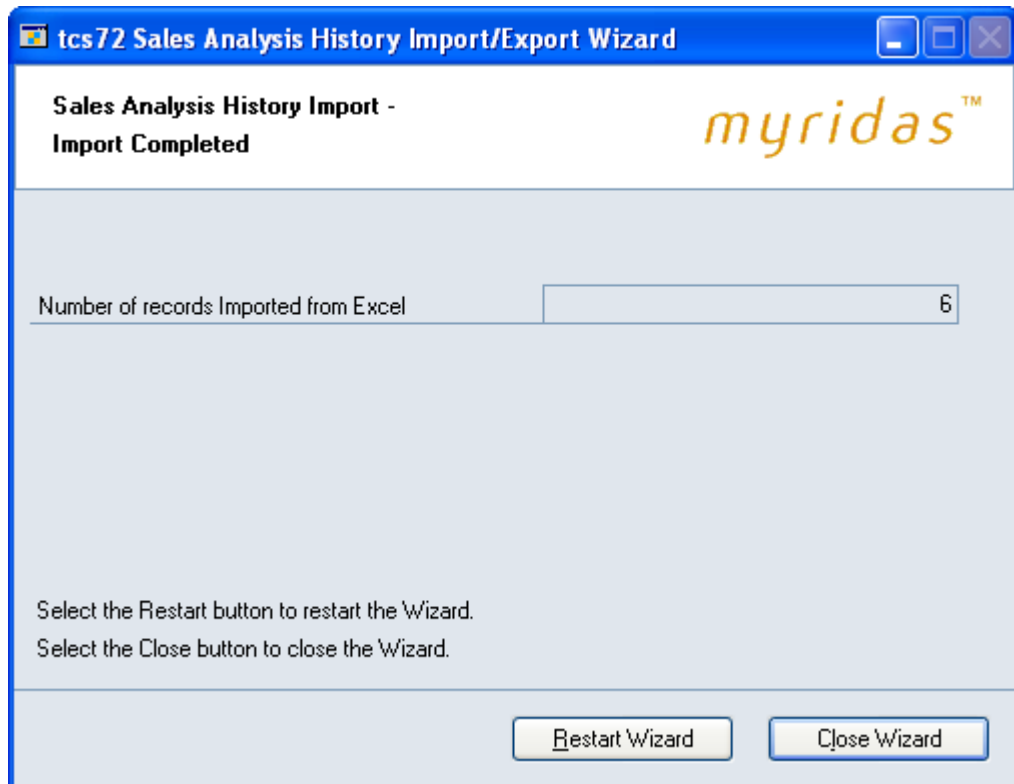 tcs72 Sales Analysis History Import/Export Wizard
Sales Analysis History Import -
Import Completed
myridas™
Number of records Imported from Excel 6
Select the Restart button to restart the Wizard.
Select the Close button to close the Wizard.
Restart Wizard Close Wizard